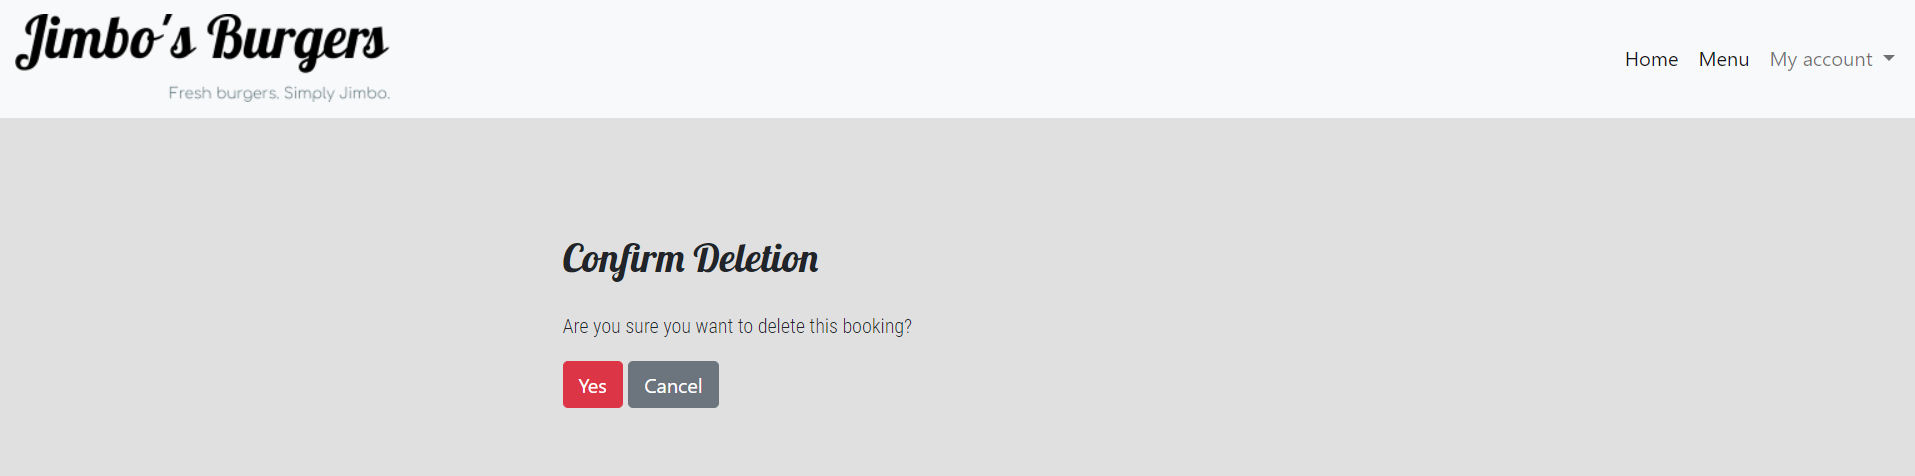 Jimbo's Burgers
Fresh burgers. Simply Jimbo.
Home Menu My account
Confirm Deletion
Are you sure you want to delete this booking?
Yes Cancel